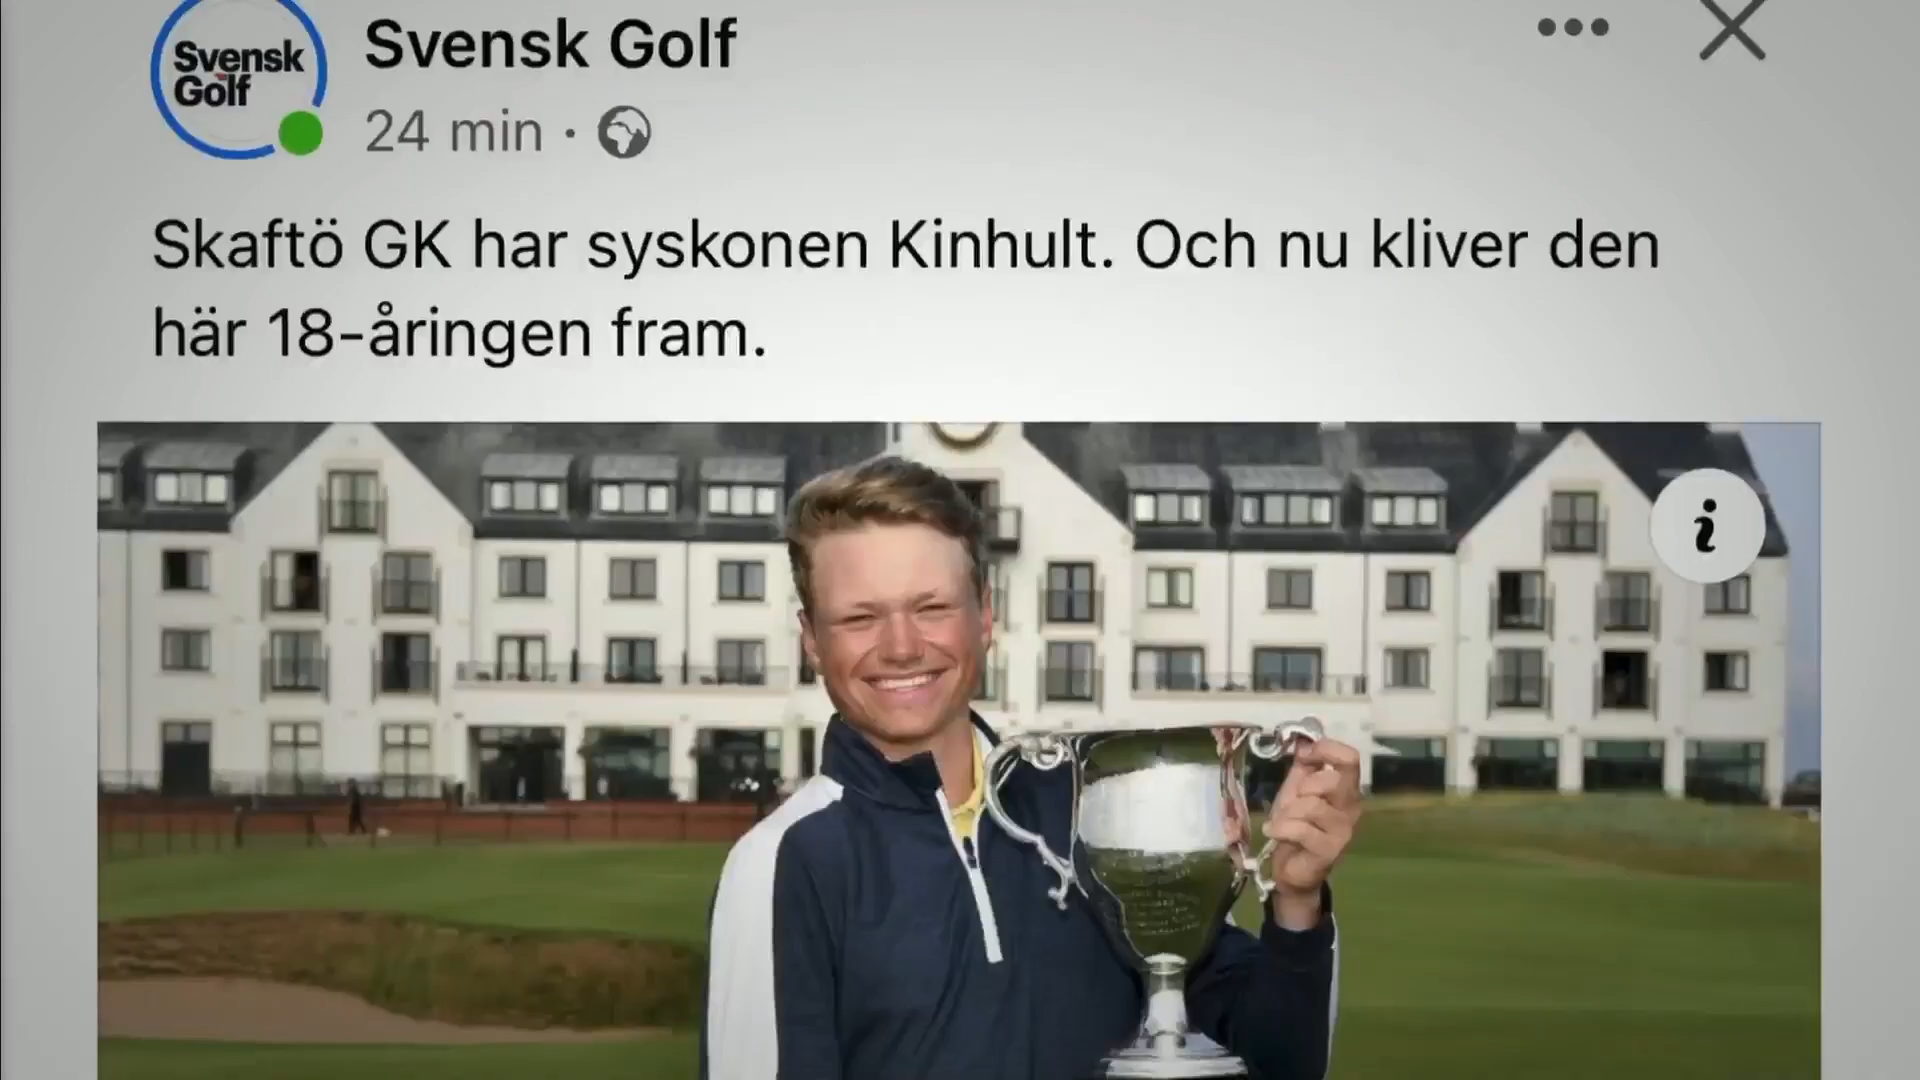 Svensk
Golf
Svensk Golf
24 min ·
Skaftö GK har syskonen Kinhult. Och nu kliver den
här 18-åringen fram.
i